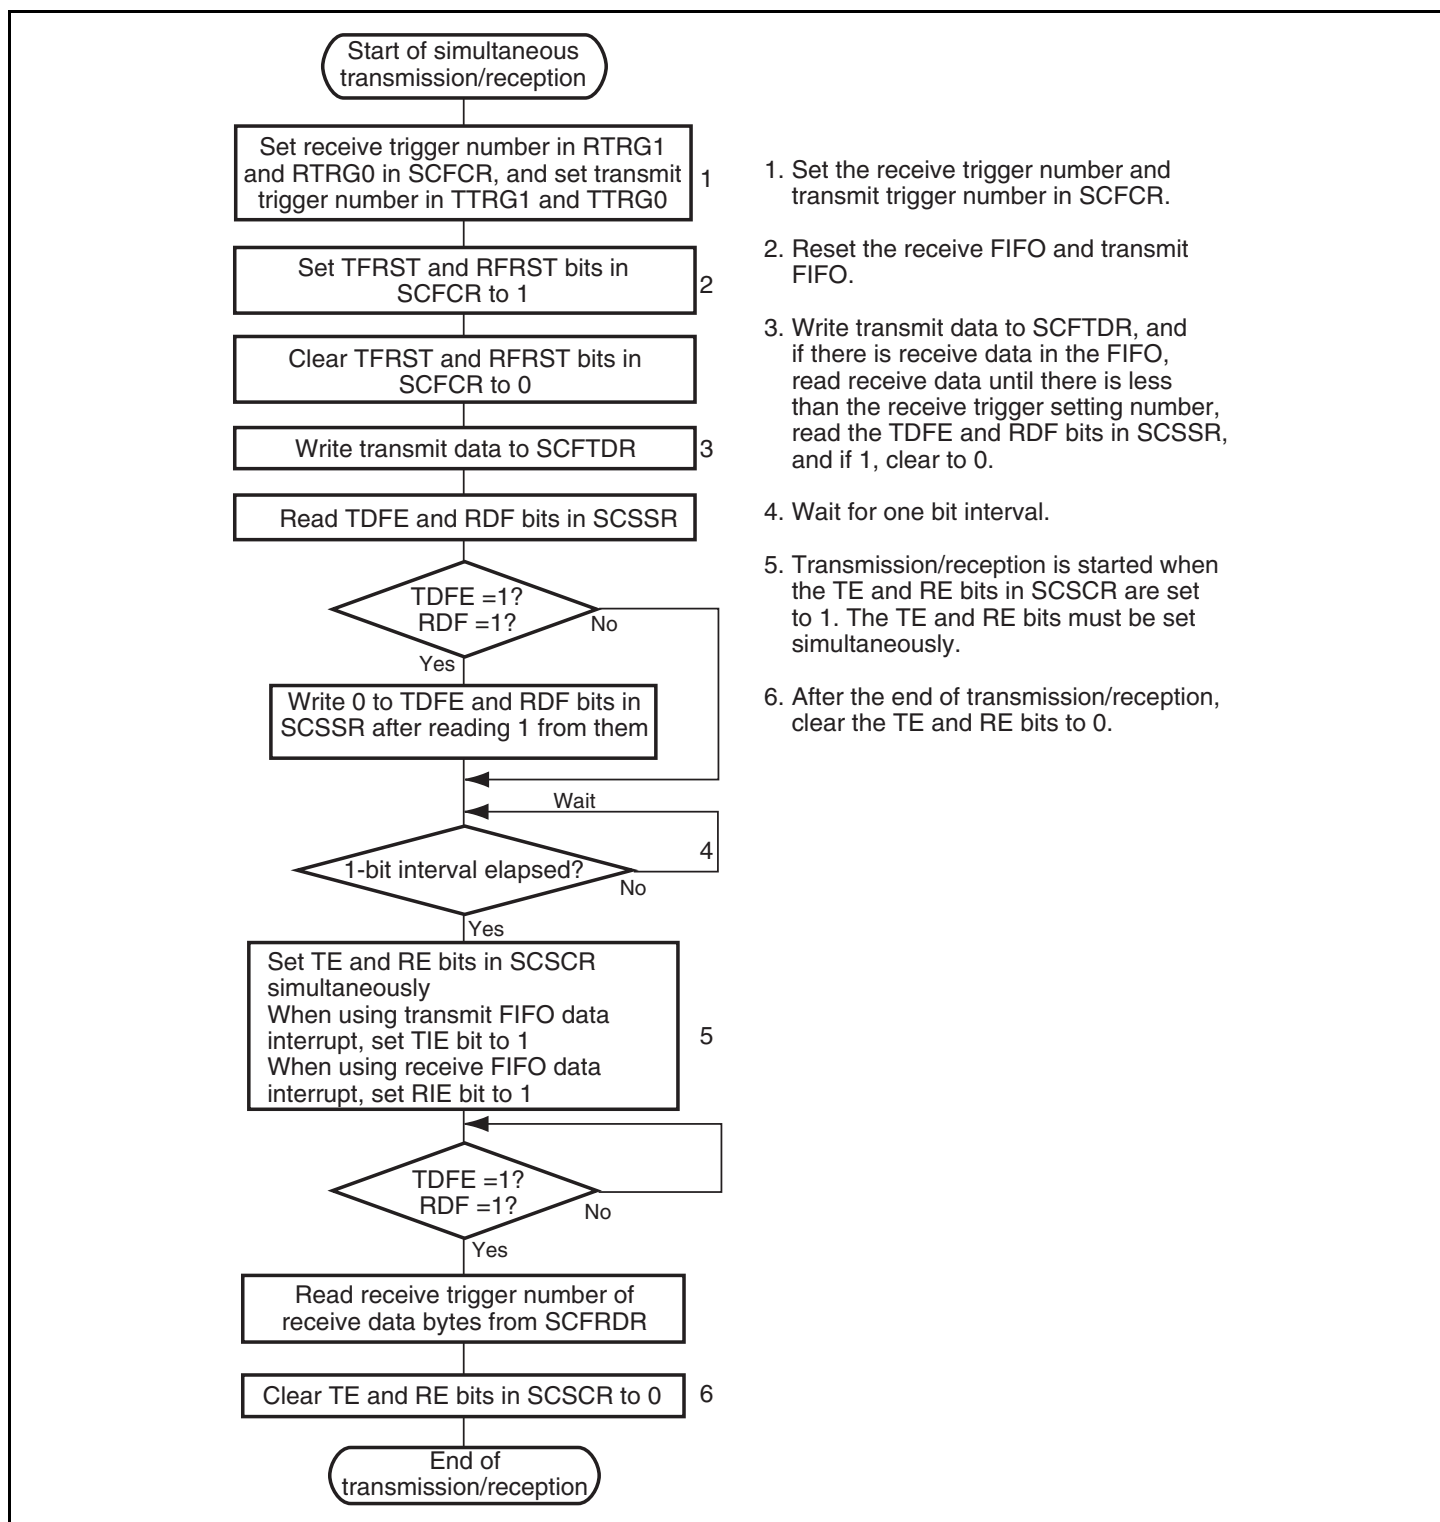 Start of simultaneous
transmission/reception
Set receive trigger number in RTRG1
and RTRG0 in SCFCR, and set transmit
trigger number in TTRG1 and TTRG0
1
Set TFRST and RFRST bits in
SCFCR to 1
2
Clear TFRST and RFRST bits in
SCFCR to 0
Write transmit data to SCFTDR
3
Read TDFE and RDF bits in SCSSR
TDFE =1?
RDF =1?
No
Yes
Write 0 to TDFE and RDF bits in
SCSSR after reading 1 from them
Wait
1-bit interval elapsed?
4
No
Yes
Set TE and RE bits in SCSCR
simultaneously
When using transmit FIFO data
interrupt, set TIE bit to 1
When using receive FIFO data
interrupt, set RIE bit to 1
5
TDFE =1?
RDF =1?
No
Yes
Read receive trigger number of
receive data bytes from SCFRDR
Clear TE and RE bits in SCSCR to 0
6
End of
transmission/reception
1. Set the receive trigger number and
transmit trigger number in SCFCR.
2. Reset the receive FIFO and transmit
FIFO.
3. Write transmit data to SCFTDR, and
if there is receive data in the FIFO,
read receive data until there is less
than the receive trigger setting number,
read the TDFE and RDF bits in SCSSR,
and if 1, clear to 0.
4. Wait for one bit interval.
5. Transmission/reception is started when
the TE and RE bits in SCSCR are set
to 1. The TE and RE bits must be set
simultaneously.
6. After the end of transmission/reception,
clear the TE and RE bits to 0.